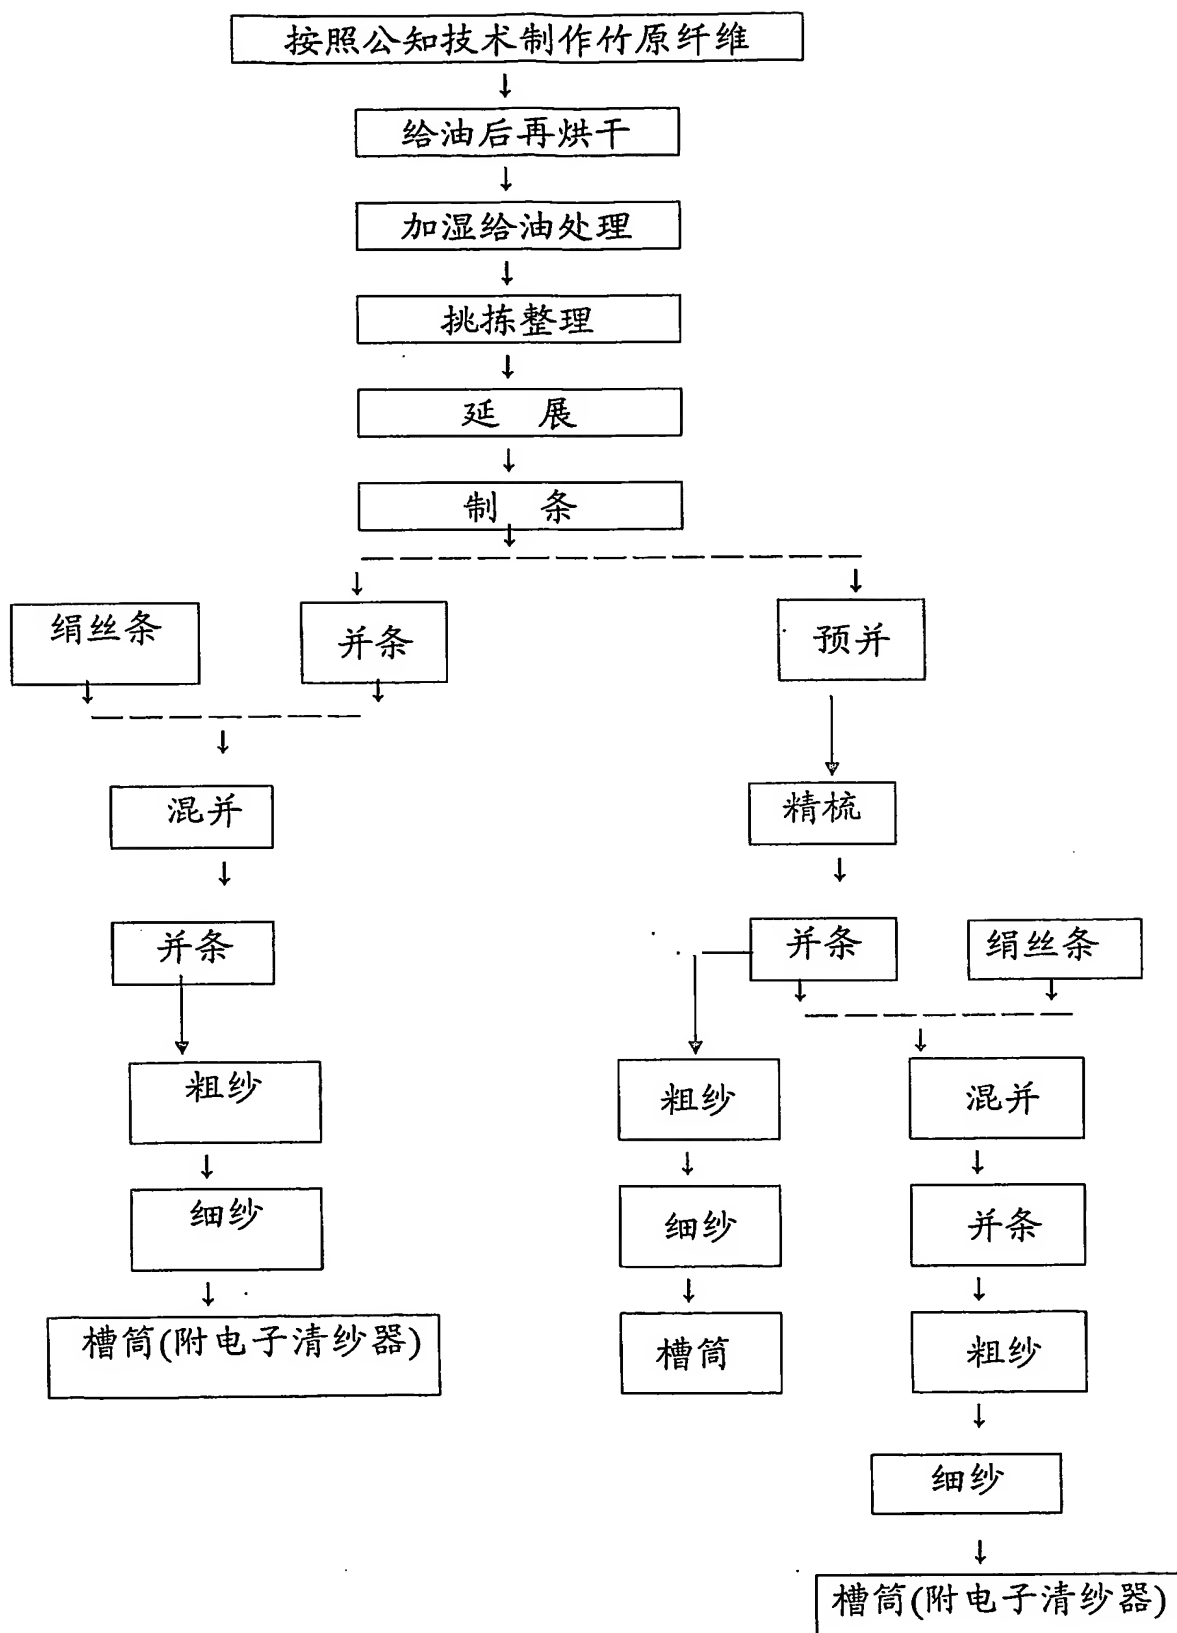 按照公知技术制作竹原纤维
给油后再烘干
加湿给油处理
挑拣整理
延 展
制 条
绢丝条
并条
预并
混并
精梳
并条
并条
绢丝条
粗纱
粗纱
混并
细纱
细纱
并条
槽筒(附电子清纱器)
槽筒
粗纱
细纱
槽筒(附电子清纱器)